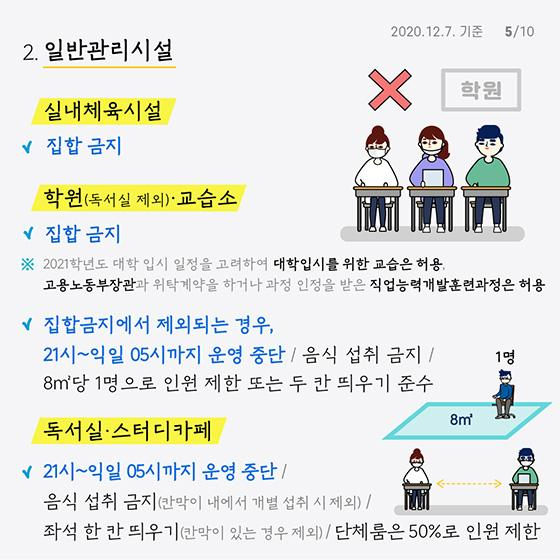 2020.12.7. 기준 5/10
2. 일반관리시설
실내체육시설
✓ 집합 금지
학원
학원(독서실 제외)·교습소
✓ 집합 금지
※ 2021학년도 대학 입시 일정을 고려하여 대학입시를 위한 교습은 허용,
고용노동부장관과 위탁계약을 하거나 과정 인정을 받은 직업능력개발훈련과정은 허용
✓ 집합금지에서 제외되는 경우,
21시~익일 05시까지 운영 중단 / 음식 섭취 금지 /
8㎡당 1명으로 인원 제한 또는 두 칸 띄우기 준수
1명
8㎡
독서실·스터디카페
✓ 21시~익일 05시까지 운영 중단 /
음식 섭취 금지(칸막이 내에서 개별 섭취 시 제외) /
좌석 한 칸 띄우기(칸막이 있는 경우 제외) / 단체룸은 50%로 인원 제한